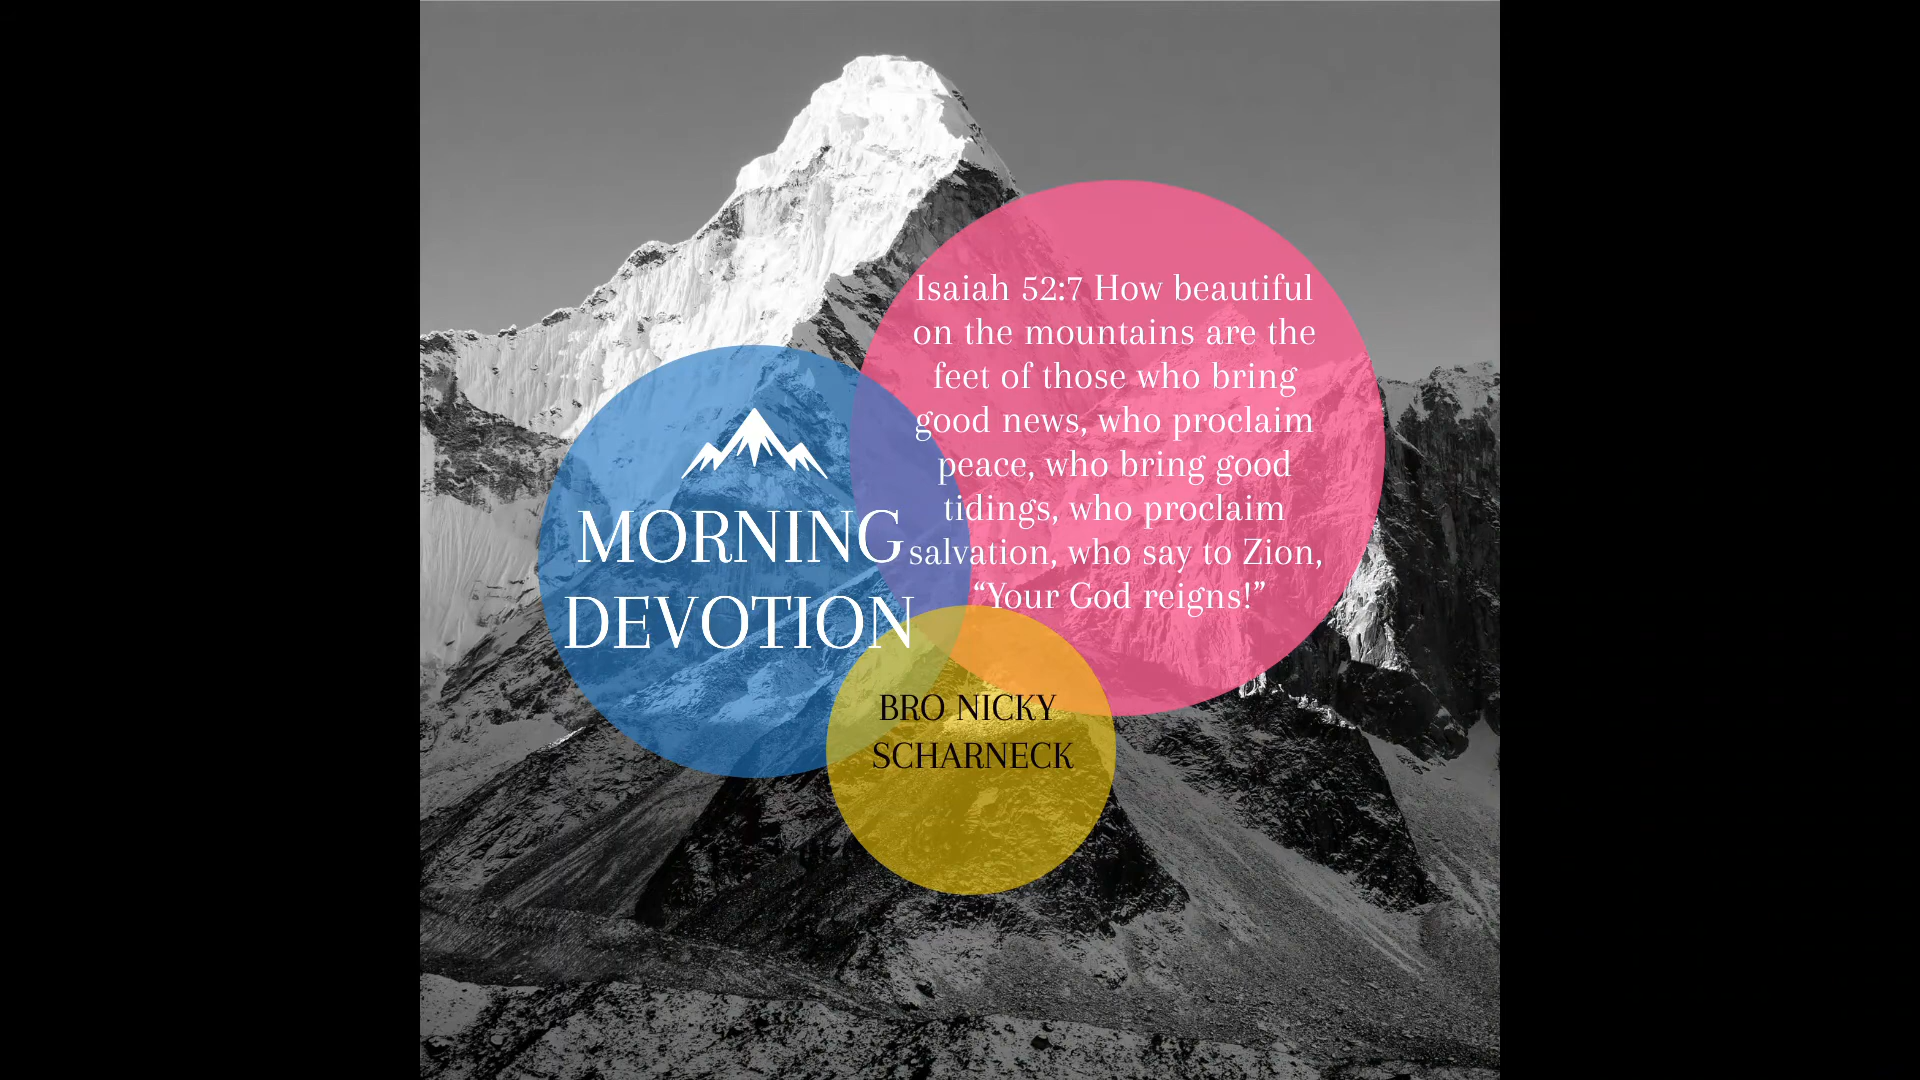 MORNING
DEVOTION
Isaiah 52:7 How beautiful
on the mountains are the
feet of those who bring
good news, who proclaim
peace, who bring good
tidings, who proclaim
salvation, who say to Zion,
“Your God reigns!”
BRO NICKY
SCHARNECK